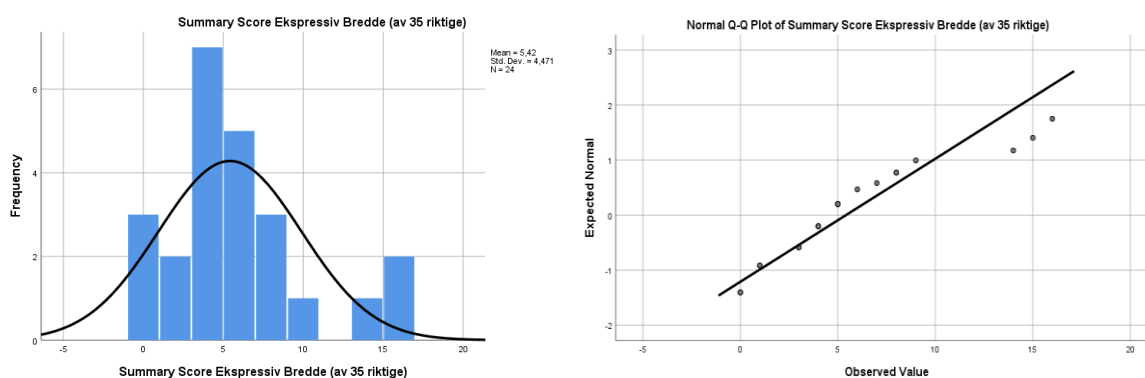 Summary Score Ekspressiv Bredde (av 35 riktige)
Mean = 5,42
Std. Dev. = 4,471
N = 24
6
4
2
0
Frequency
-5 0 5 10 15 20
Summary Score Ekspressiv Bredde (av 35 riktige)
Normal Q-Q Plot of Summary Score Ekspressiv Bredde (av 35 riktige)
3
2
1
0
-1
-2
Expected Normal
-5 0 5 10 15 20
Observed Value